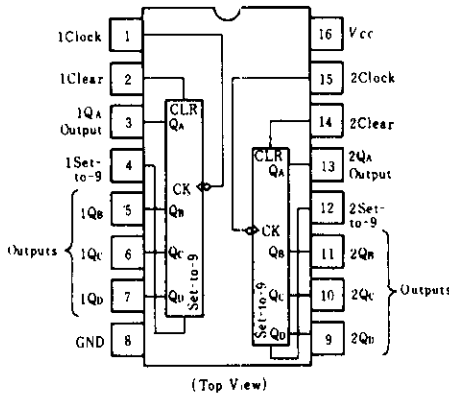 1Clock 1
1Clear 2
1QA
Output 3
1Set-
to-9 4
Outputs
1QB 5
1QC 6
1QD 7
GND 8
CLR
QA
CK
QB
QC
QD
Set-to-9
CLR
QA
CK
QB
QC
QD
Set-to-9
16 Vcc
15 2Clock
14 2Clear
13 2QA
Output
12 2Set-
to-9
11 2QB
10 2QC
9 2QD
Outputs
(Top View)